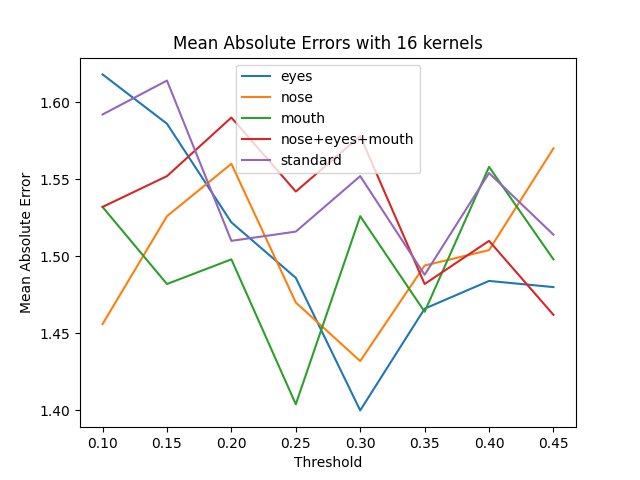 Mean Absolute Errors with 16 kernels
eyes
nose
mouth
nose+eyes+mouth
standard
Mean Absolute Error
1.60
1.55
1.50
1.45
1.40
0.10 0.15 0.20 0.25 0.30 0.35 0.40 0.45
Threshold